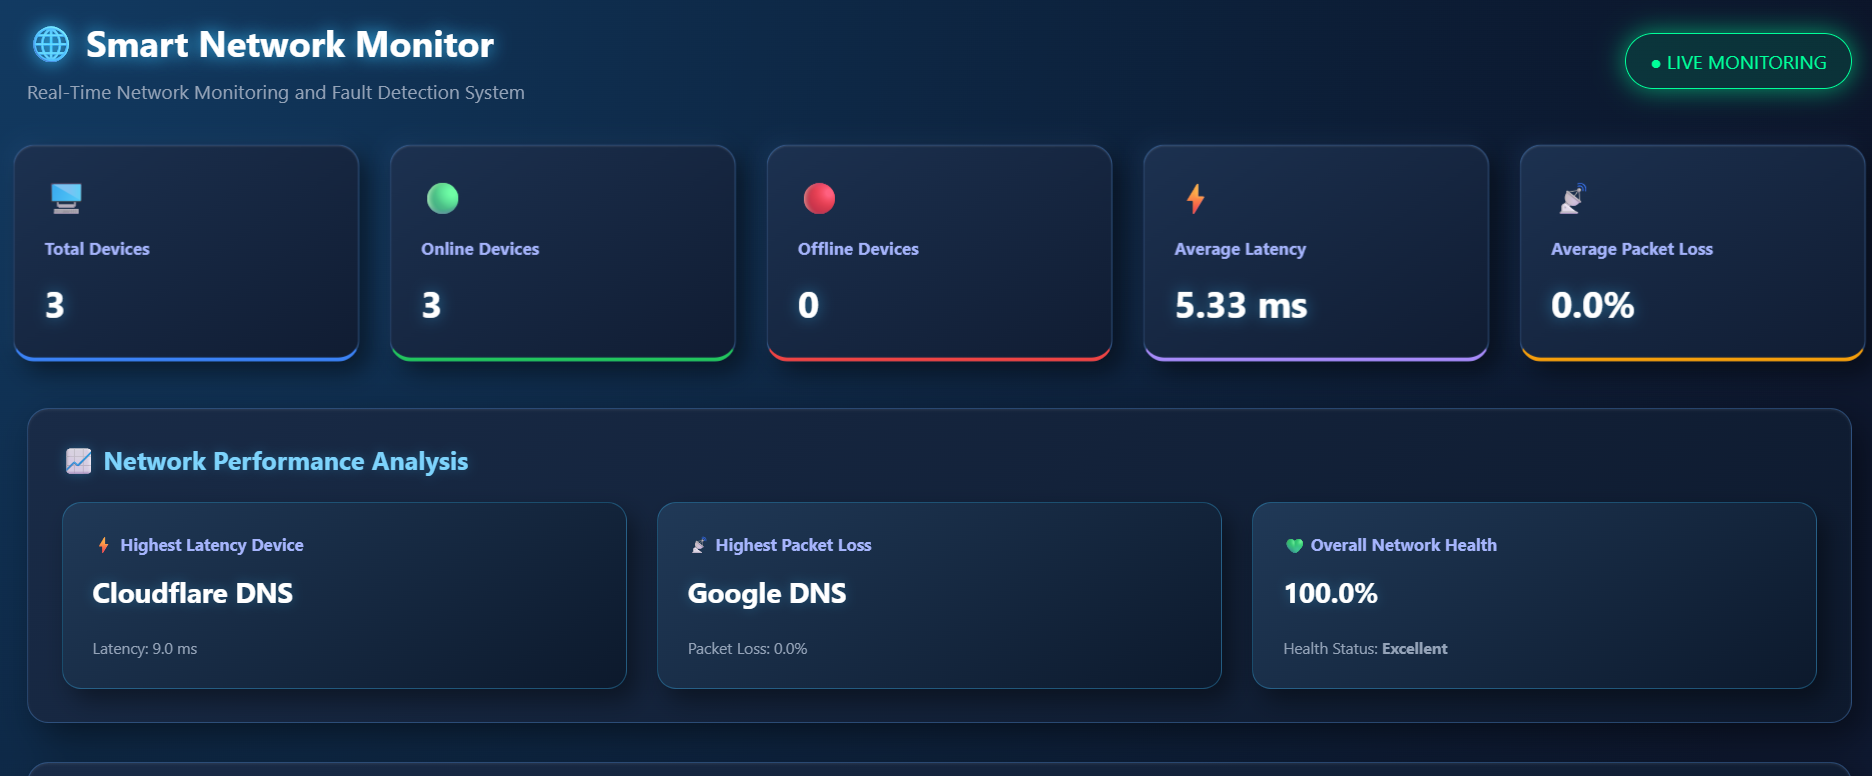 Smart Network Monitor
Real-Time Network Monitoring and Fault Detection System
● LIVE MONITORING
Total Devices
3
Online Devices
3
Offline Devices
0
Average Latency
5.33 ms
Average Packet Loss
0.0%
Network Performance Analysis
Highest Latency Device
Cloudflare DNS
Latency: 9.0 ms
Highest Packet Loss
Google DNS
Packet Loss: 0.0%
Overall Network Health
100.0%
Health Status: Excellent